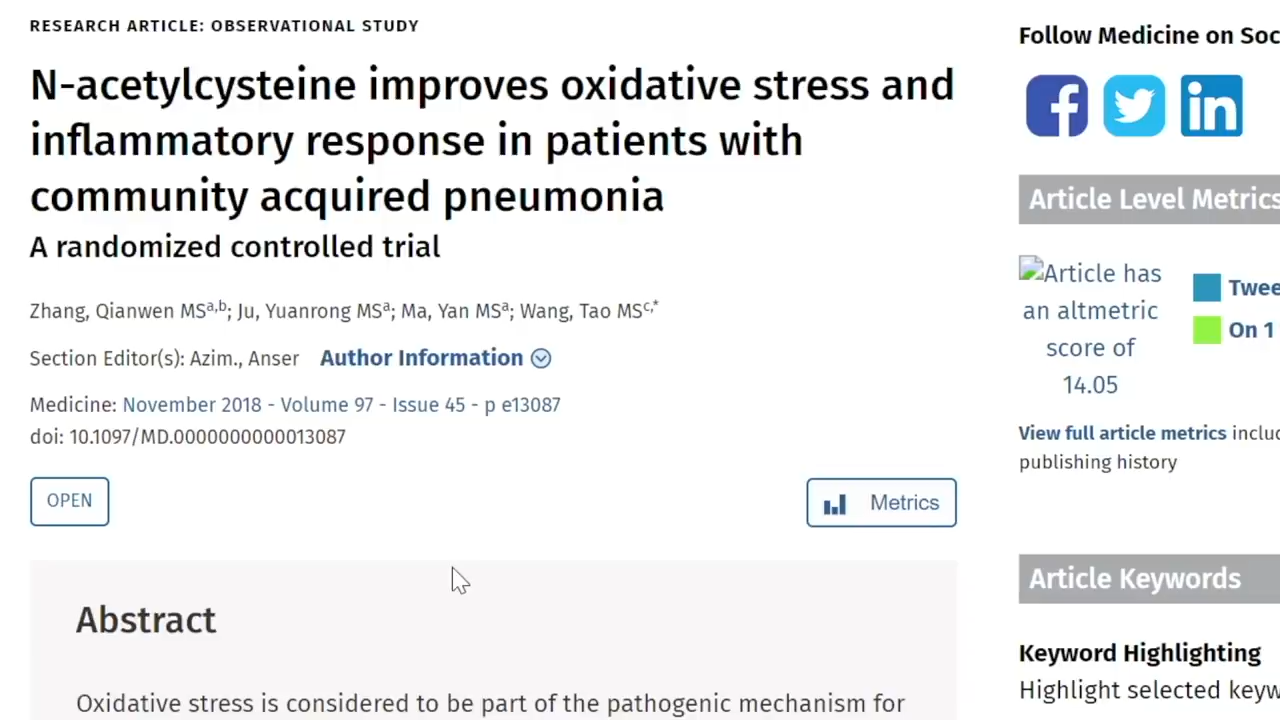 RESEARCH ARTICLE: OBSERVATIONAL STUDY
N-acetylcysteine improves oxidative stress and
inflammatory response in patients with
community acquired pneumonia
A randomized controlled trial
Zhang, Qianwen MSa,b; Ju, Yuanrong MSa; Ma, Yan MSa; Wang, Tao MSc,*
Section Editor(s): Azim., Anser Author Information
Medicine: November 2018 - Volume 97 - Issue 45 - p e13087
doi: 10.1097/MD.0000000000013087
OPEN
Metrics
Abstract
Oxidative stress is considered to be part of the pathogenic mechanism for
Follow Medicine on Soc
f
in
Article Level Metrics
Article has
an altmetric
score of
14.05
Twee
On 1
View full article metrics includ
publishing history
Article Keywords
Keyword Highlighting
Highlight selected keyw